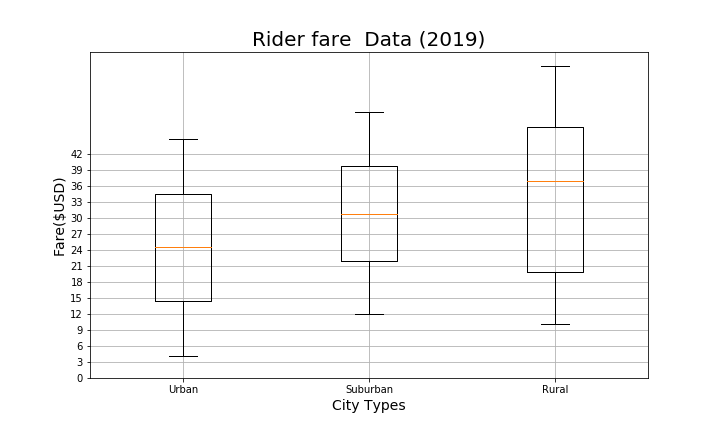 Rider fare  Data (2019)
Fare($USD)
42
39
36
33
30
27
24
21
18
15
12
9
6
3
0
Urban
Suburban
Rural
City Types